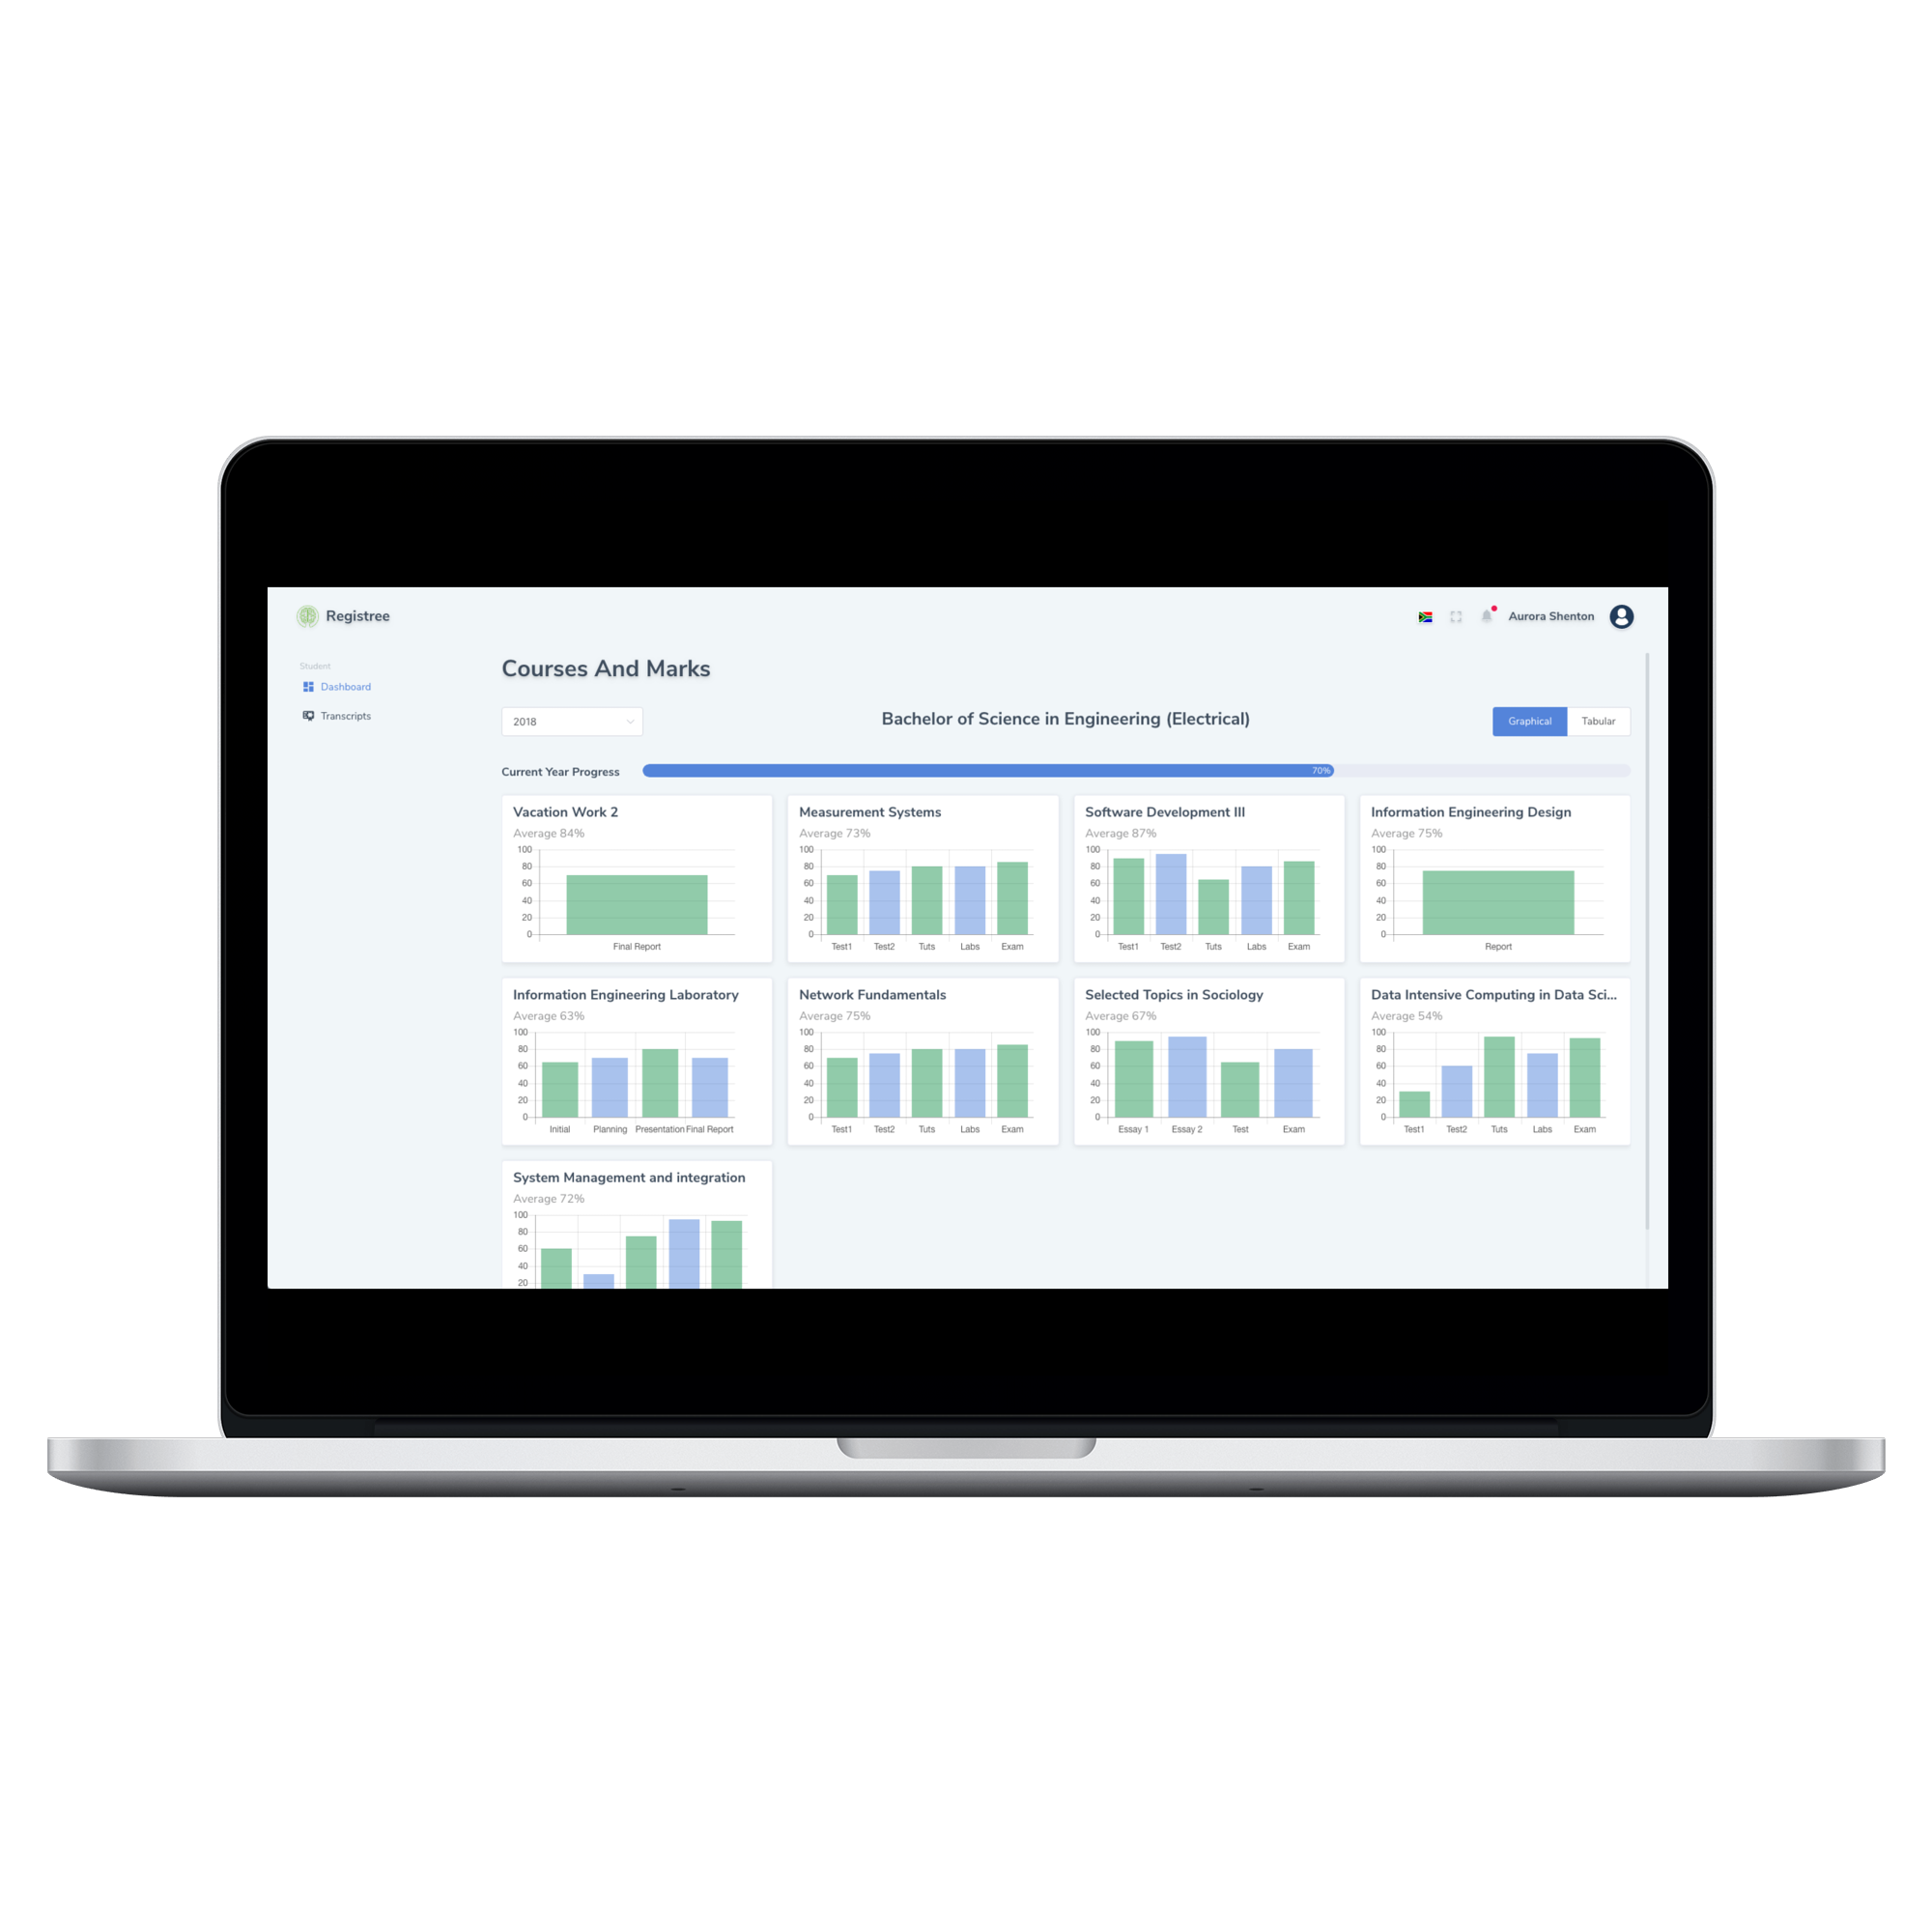 Registree
Aurora Shenton
Student
Dashboard
Transcripts
Courses And Marks
2018
Bachelor of Science in Engineering (Electrical)
Graphical
Tabular
Current Year Progress
70%
Vacation Work 2
Average 84%
100
80
60
40
20
0
Final Report
Measurement Systems
Average 73%
100
80
60
40
20
0
Test1 Test2 Tuts Labs Exam
Software Development III
Average 87%
100
80
60
40
20
0
Test1 Test2 Tuts Labs Exam
Information Engineering Design
Average 75%
100
80
60
40
20
0
Report
Information Engineering Laboratory
Average 63%
100
80
60
40
20
0
Initial Planning Presentation Final Report
Network Fundamentals
Average 75%
100
80
60
40
20
0
Test1 Test2 Tuts Labs Exam
Selected Topics in Sociology
Average 67%
100
80
60
40
20
0
Essay 1 Essay 2 Test Exam
Data Intensive Computing in Data Sci...
Average 54%
100
80
60
40
20
0
Test1 Test2 Tuts Labs Exam
System Management and integration
Average 72%
100
80
60
40
20